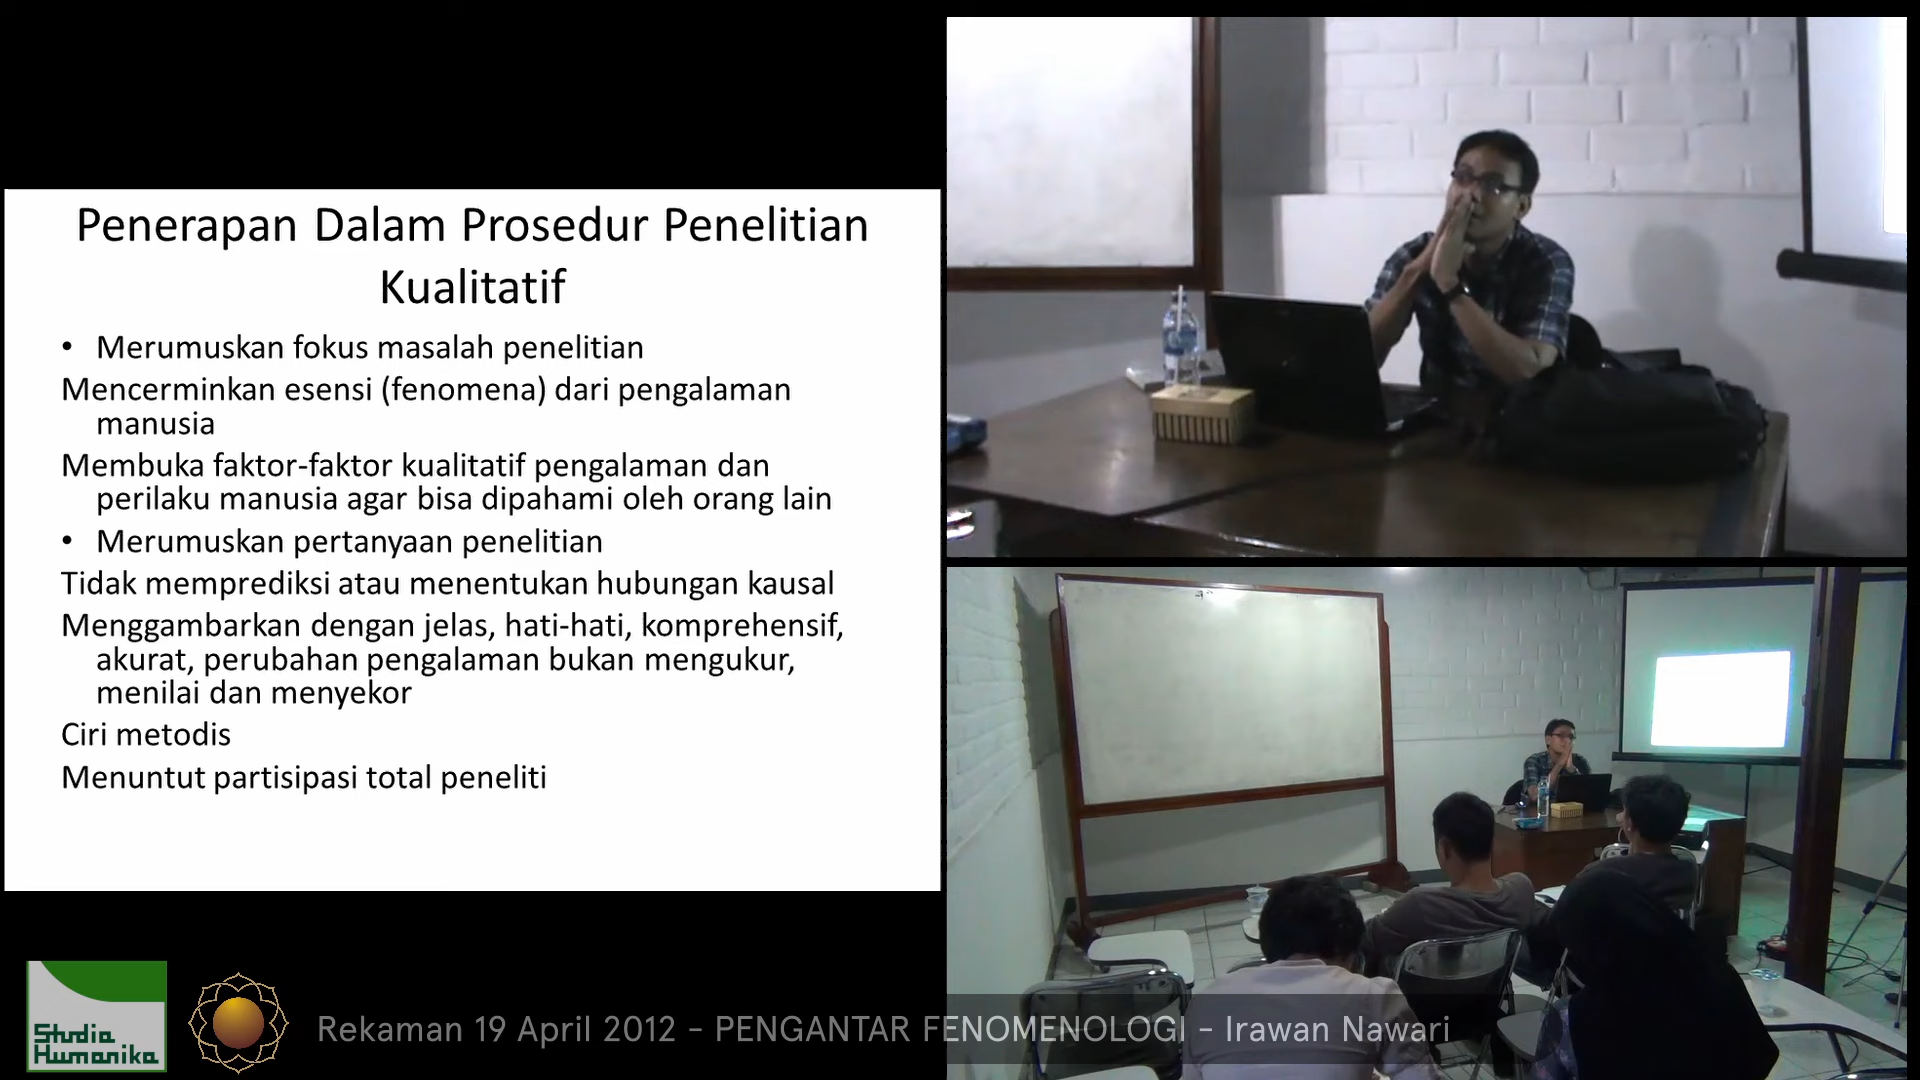 Penerapan Dalam Prosedur Penelitian
Kualitatif
• Merumuskan fokus masalah penelitian
Mencerminkan esensi (fenomena) dari pengalaman
manusia
Membuka faktor-faktor kualitatif pengalaman dan
perilaku manusia agar bisa dipahami oleh orang lain
• Merumuskan pertanyaan penelitian
Tidak memprediksi atau menentukan hubungan kausal
Menggambarkan dengan jelas, hati-hati, komprehensif,
akurat, perubahan pengalaman bukan mengukur,
menilai dan menyekor
Ciri metodis
Menuntut partisipasi total peneliti
Studia
Humanika
Rekaman 19 April 2012 - PENGANTAR FENOMENOLOGI - Irawan Nawari